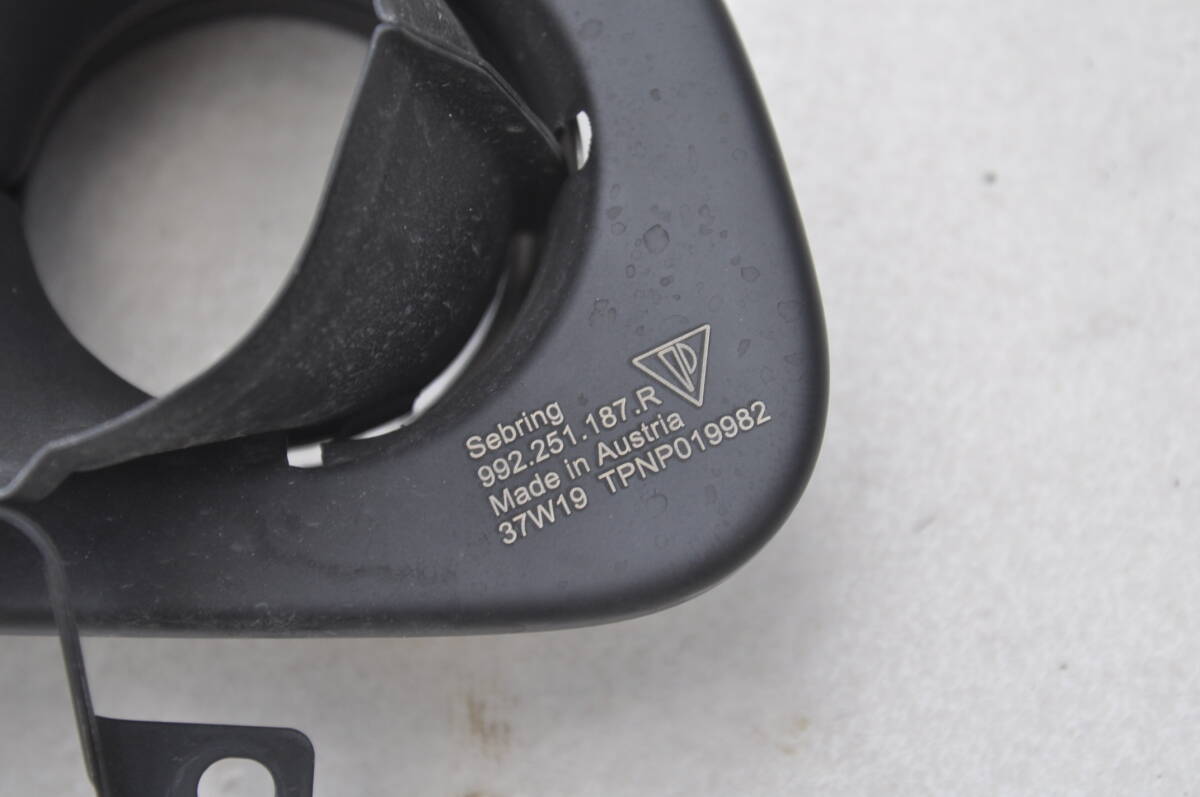 Sebring
992.251.187.R
Made in Austria
37W19 TPNP019982